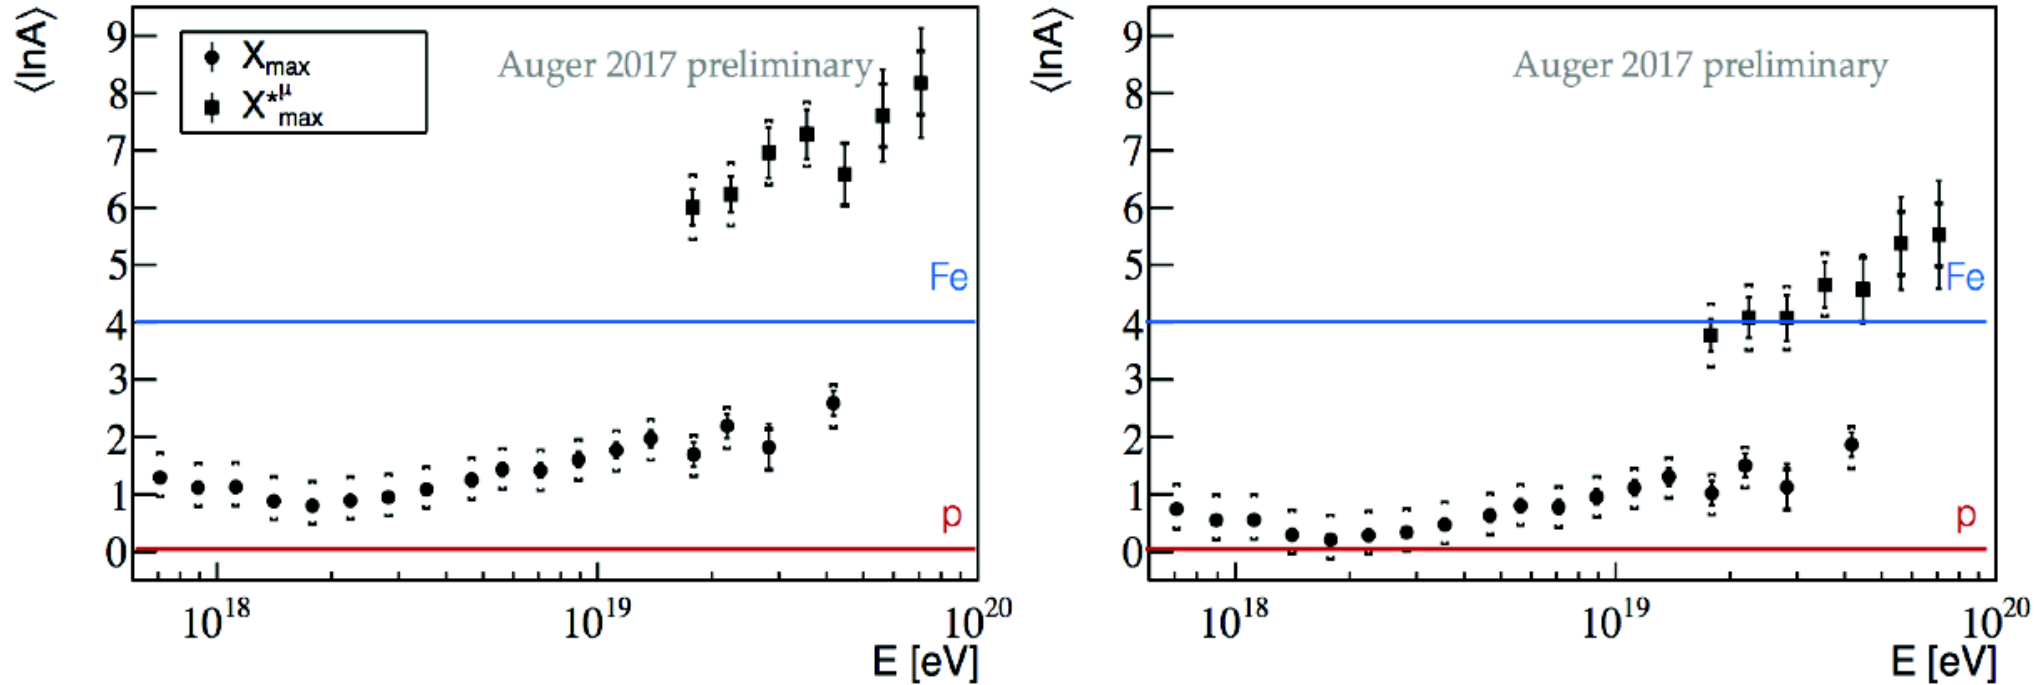 ⟨lnA⟩
9
8
7
6
5
4
3
2
1
0
X_max
X*^μ_max
Auger 2017 preliminary
Fe
p
10^18
10^19
10^20
E [eV]
⟨lnA⟩
9
8
7
6
5
4
3
2
1
0
Auger 2017 preliminary
Fe
p
10^18
10^19
10^20
E [eV]